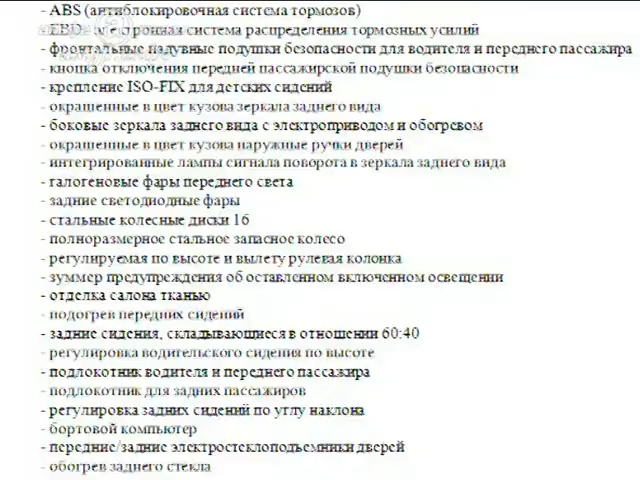 - ABS (антиблокировочная система тормозов)
- EBD- электронная система распределения тормозных усилий
- фронтальные надувные подушки безопасности для водителя и переднего пассажира
- кнопка отключения передней пассажирской подушки безопасности
- крепление ISO-FIX для детских сидений
- окрашенные в цвет кузова зеркала заднего вида
- боковые зеркала заднего вида с электроприводом и обогревом
- окрашенные в цвет кузова наружные ручки дверей
- интегрированные лампы сигнала поворота в зеркала заднего вида
- галогеновые фары переднего света
- задние светодиодные фары
- стальные колесные диски 16
- полноразмерное стальное запасное колесо
- регулируемая по высоте и вылету рулевая колонка
- зуммер предупреждения об оставленном включенном освещении
- отделка салона тканью
- подогрев передних сидений
- задние сидения, складывающиеся в отношении 60:40
- регулировка водительского сидения по высоте
- подлокотник водителя и переднего пассажира
- подлокотник для задних пассажиров
- регулировка задних сидений по углу наклона
- бортовой компьютер
- передние/задние электростеклоподъемники дверей
- обогрев заднего стекла